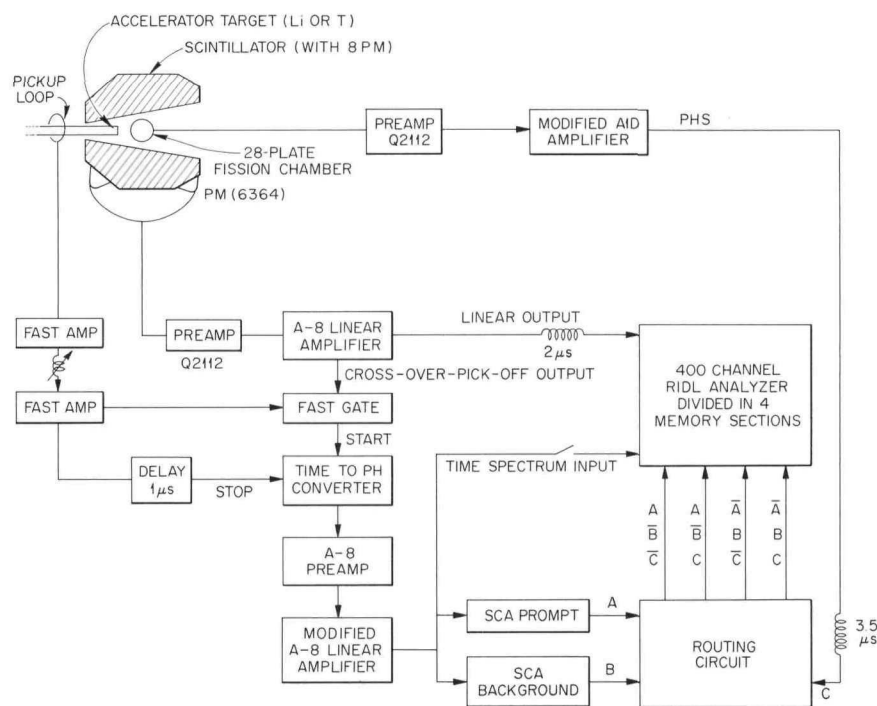 ACCELERATOR TARGET (Li OR T)
SCINTILLATOR (WITH 8 PM)
PICKUP
LOOP
28-PLATE
FISSION CHAMBER
PM (6364)
PREAMP
Q2112
MODIFIED AID
AMPLIFIER
PHS
FAST AMP
PREAMP
Q2112
A-8 LINEAR
AMPLIFIER
LINEAR OUTPUT
2 μs
CROSS-OVER-PICK-OFF OUTPUT
400 CHANNEL
RIDL ANALYZER
DIVIDED IN 4
MEMORY SECTIONS
FAST AMP
FAST GATE
START
DELAY
1 μs
STOP
TIME TO PH
CONVERTER
TIME SPECTRUM INPUT
A A A̅ A̅
B̅ B̅ B B
C̅ C C̅ C
A-8
PREAMP
MODIFIED
A-8 LINEAR
AMPLIFIER
SCA PROMPT
A
SCA
BACKGROUND
B
ROUTING
CIRCUIT
3.5
μs
C